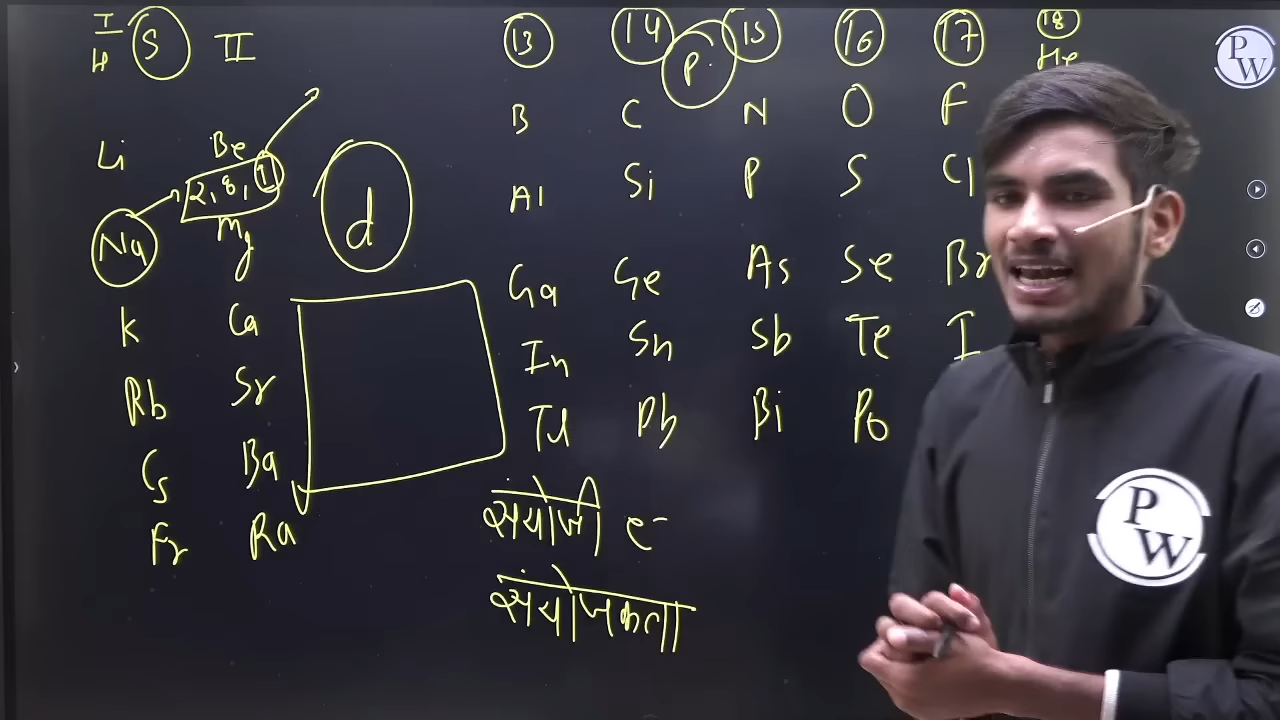 I S II 13 14 P 15 16 17 18
H He
B C N O F
Li Be
2, 8, 1
Al Si P S Cl
Na Mg d
Ga Ge As Se Br
K Ca
In Sn Sb Te I
Rb Sr
Tl Pb Bi Po
Cs Ba
Fr Ra
संयोजी e-
संयोजकता
P W
P W